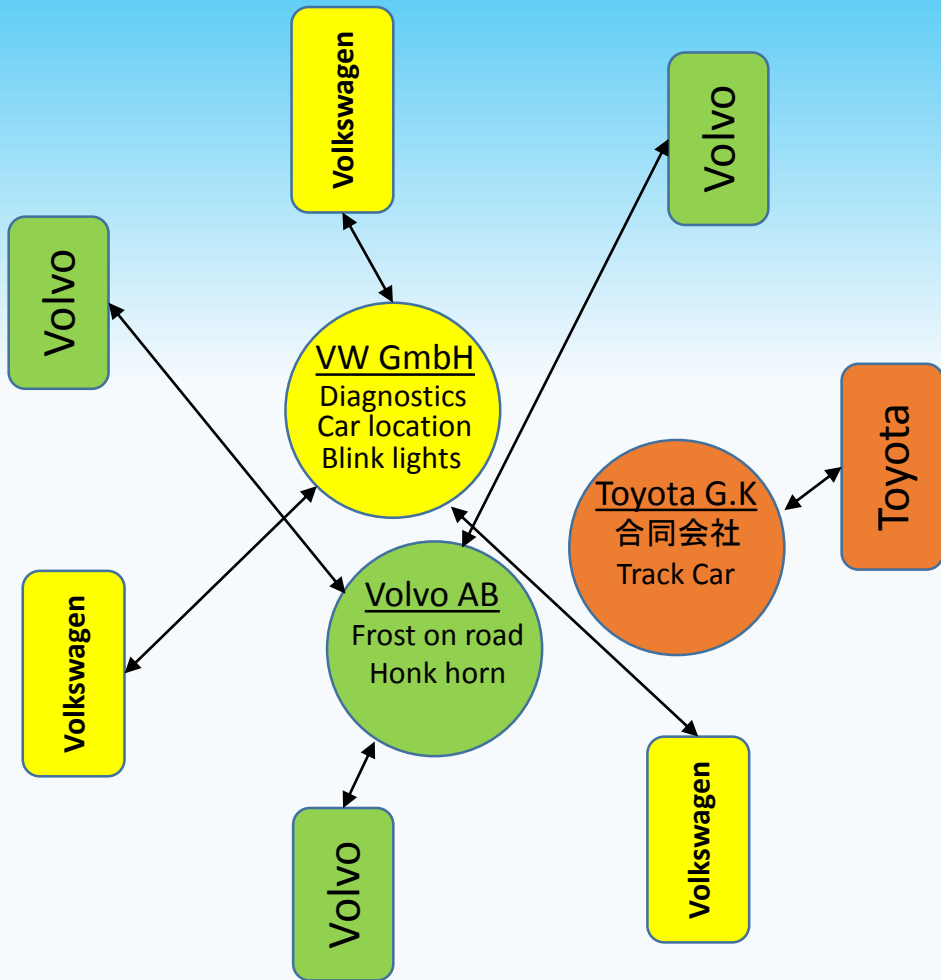 Volkswagen
Volvo
Volvo
VW GmbH
Diagnostics
Car location
Blink lights
Toyota
Toyota G.K
合同会社
Track Car
Volvo AB
Frost on road
Honk horn
Volkswagen
Volkswagen
Volvo